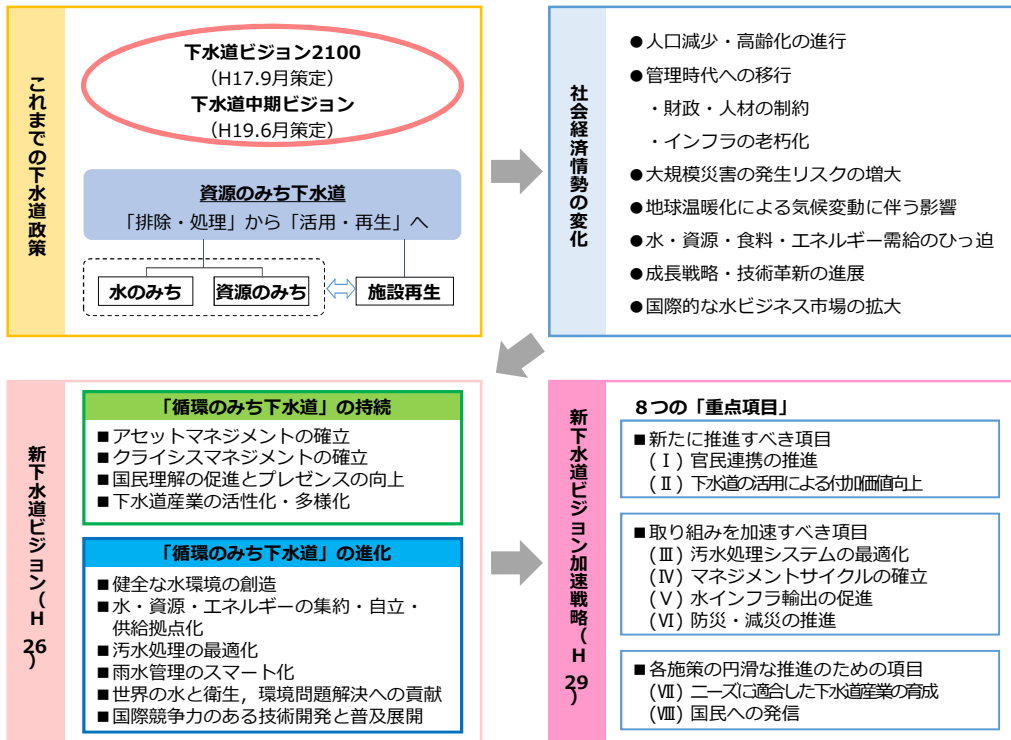 これまでの下水道政策
下水道ビジョン2100
（H17.9月策定）
下水道中期ビジョン
（H19.6月策定）
資源のみち下水道
「排除・処理」から「活用・再生」へ
水のみち
資源のみち
施設再生
社会経済情勢の変化
●人口減少・高齢化の進行
●管理時代への移行
・財政・人材の制約
・インフラの老朽化
●大規模災害の発生リスクの増大
●地球温暖化による気候変動に伴う影響
●水・資源・食料・エネルギー需給のひっ迫
●成長戦略・技術革新の進展
●国際的な水ビジネス市場の拡大
新下水道ビジョン（H26）
「循環のみち下水道」の持続
■アセットマネジメントの確立
■クライシスマネジメントの確立
■国民理解の促進とプレゼンスの向上
■下水道産業の活性化・多様化
「循環のみち下水道」の進化
■健全な水環境の創造
■水・資源・エネルギーの集約・自立・
供給拠点化
■汚水処理の最適化
■雨水管理のスマート化
■世界の水と衛生，環境問題解決への貢献
■国際競争力のある技術開発と普及展開
新下水道ビジョン加速戦略（H29）
８つの「重点項目」
■新たに推進すべき項目
(Ⅰ) 官民連携の推進
(Ⅱ) 下水道の活用による付加価値向上
■取り組みを加速すべき項目
(Ⅲ) 汚水処理システムの最適化
(Ⅳ) マネジメントサイクルの確立
(Ⅴ) 水インフラ輸出の促進
(Ⅵ) 防災・減災の推進
■各施策の円滑な推進のための項目
(Ⅶ) ニーズに適合した下水道産業の育成
(Ⅷ) 国民への発信